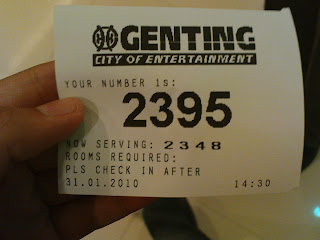 GENTING
CITY OF ENTERTAINMENT
YOUR NUMBER is:
2395
NOW SERVING: 2348
ROOMS REQUIRED:
PLS CHECK IN AFTER
31.01.2010 14:30